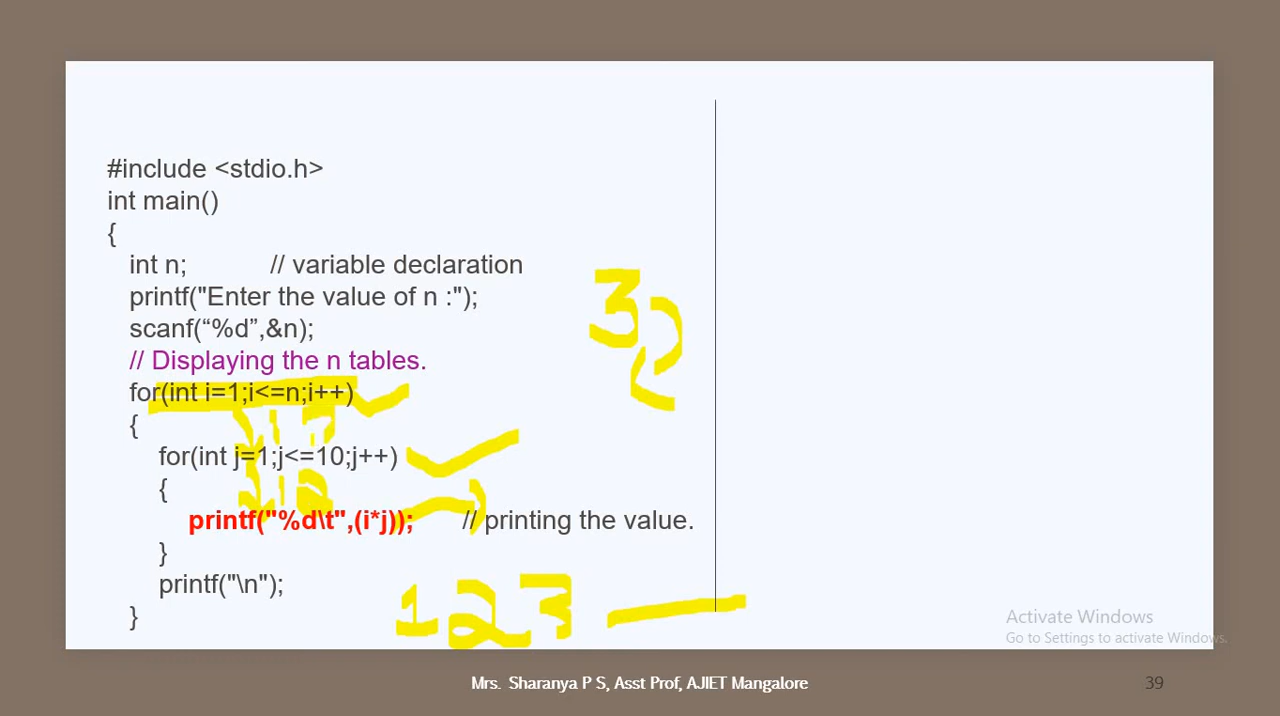 #include <stdio.h>
int main()
{
int n; // variable declaration
printf("Enter the value of n :");
scanf(“%d”,&n);
// Displaying the n tables.
for(int i=1;i<=n;i++)
{
for(int j=1;j<=10;j++)
{
printf("%d\t",(i*j)); // printing the value.
}
printf("\n");
}
3
1 2 3
Activate Windows
Go to Settings to activate Windows.
Mrs. Sharanya P S, Asst Prof, AJIET Mangalore
39